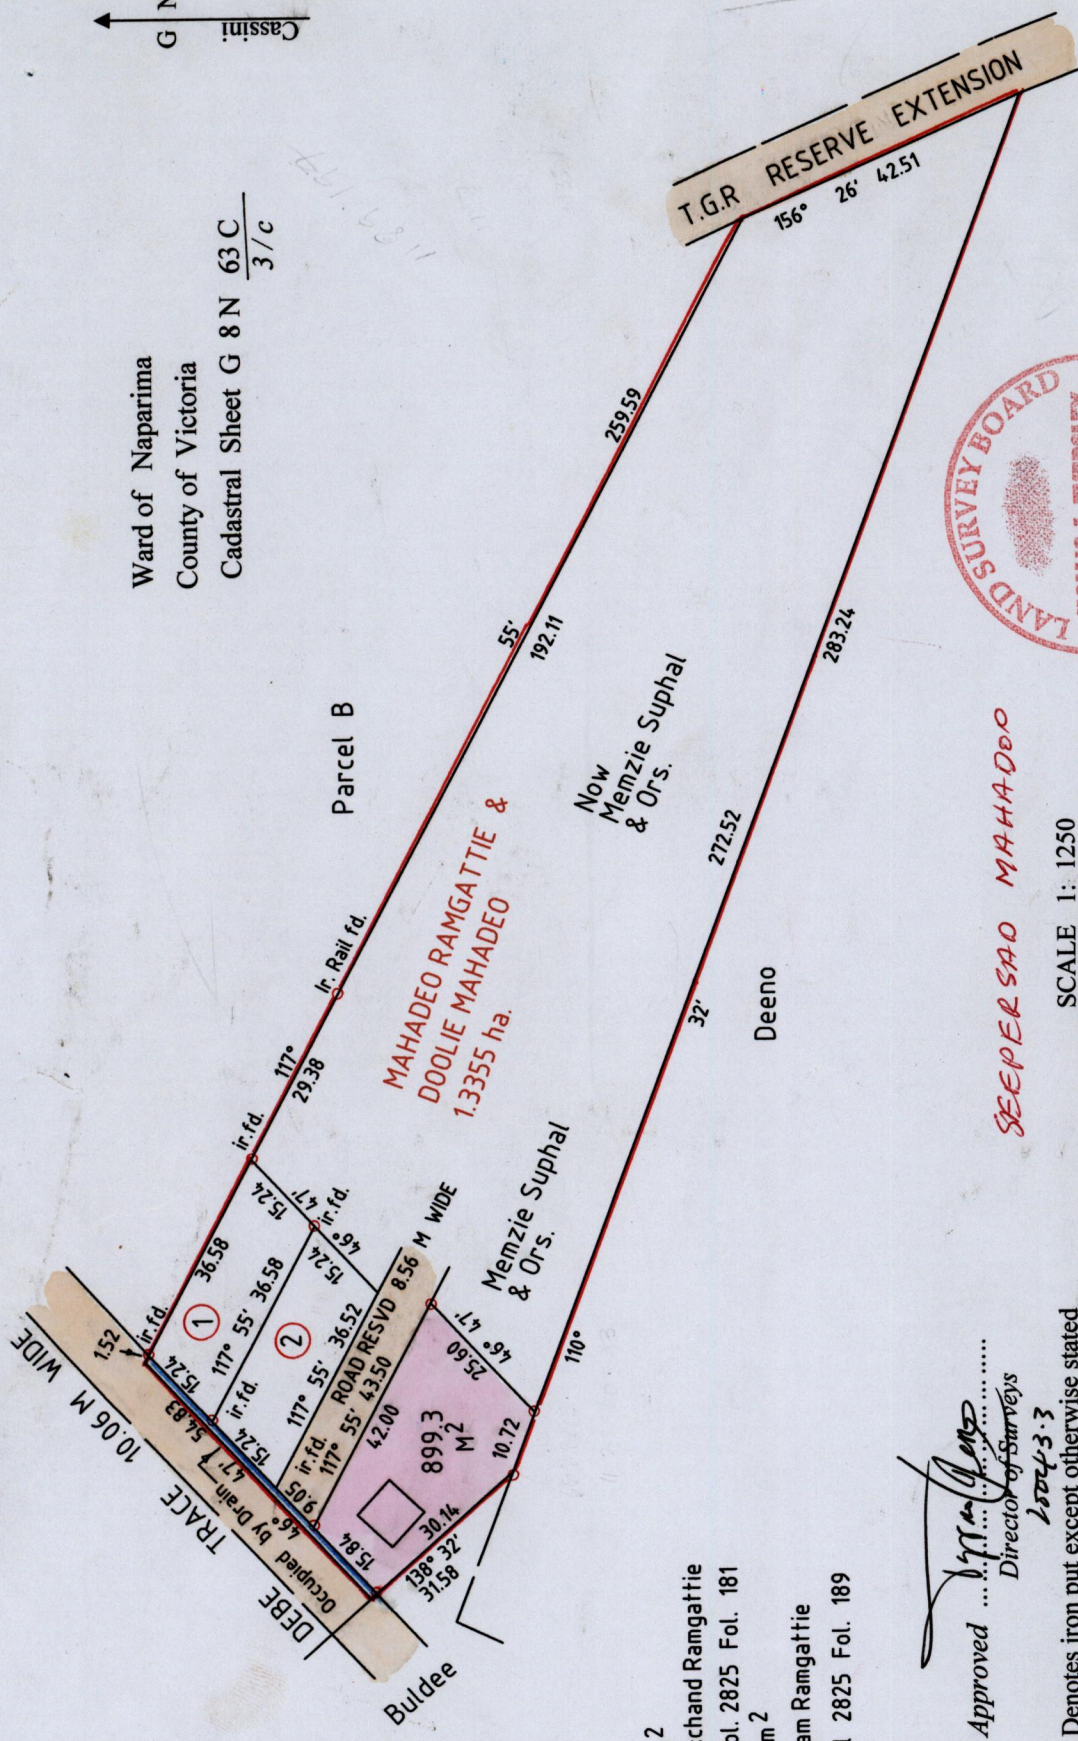 G N
Cassini
Ward of Naparima
County of Victoria
Cadastral Sheet G 8 N 63 C
3 / c
T.G.R RESERVE EXTENSION
156° 26' 42.51
259.59
55'
192.11
Parcel B
Now
Memzie Suphal
& Ors.
283.24
272.52
32'
Deeno
110°
MAHADEO RAMGATTIE &
DOOLIE MAHADEO
1.3355 ha.
Ir. Rail fd.
117°
29.38
ir.fd.
36.58
ir.fd.
1.52
15.24
47'
ir.fd.
46°
15.24
1
117° 55' 36.58
2
ir.fd.
117° 55' 36.52
ROAD RESVD 8.56 M WIDE
ir.fd.
117° 55' 43.50
42.00
15.24
54.83
47'
15.24
9.05
46°
15.84
10.06 M WIDE
DEBE TRACE
Occupied by Drain
899.3
M2
46° 47'
25.60
10.72
30.14
138° 32'
31.58
Memzie Suphal
& Ors.
Buldee
LAND SURVEY BOARD
SEEPERSAD MAHADOO
SCALE 1: 1250
2
chand Ramgattie
ol. 2825 Fol. 181
m2
am Ramgattie
l 2825 Fol. 189
Approved
Director of Surveys
Denotes iron put except otherwise stated